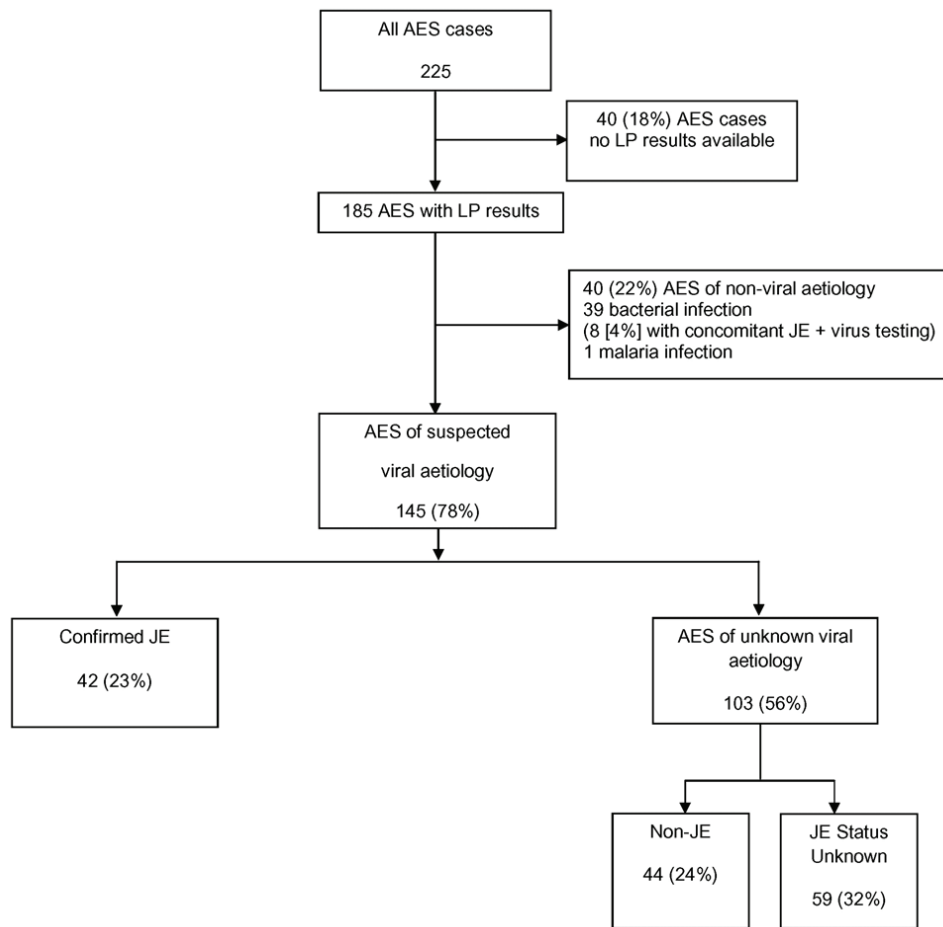 All AES cases
225
40 (18%) AES cases
no LP results available
185 AES with LP results
40 (22%) AES of non-viral aetiology
39 bacterial infection
(8 [4%] with concomitant JE + virus testing)
1 malaria infection
AES of suspected
viral aetiology
145 (78%)
Confirmed JE
42 (23%)
AES of unknown viral
aetiology
103 (56%)
Non-JE
44 (24%)
JE Status
Unknown
59 (32%)